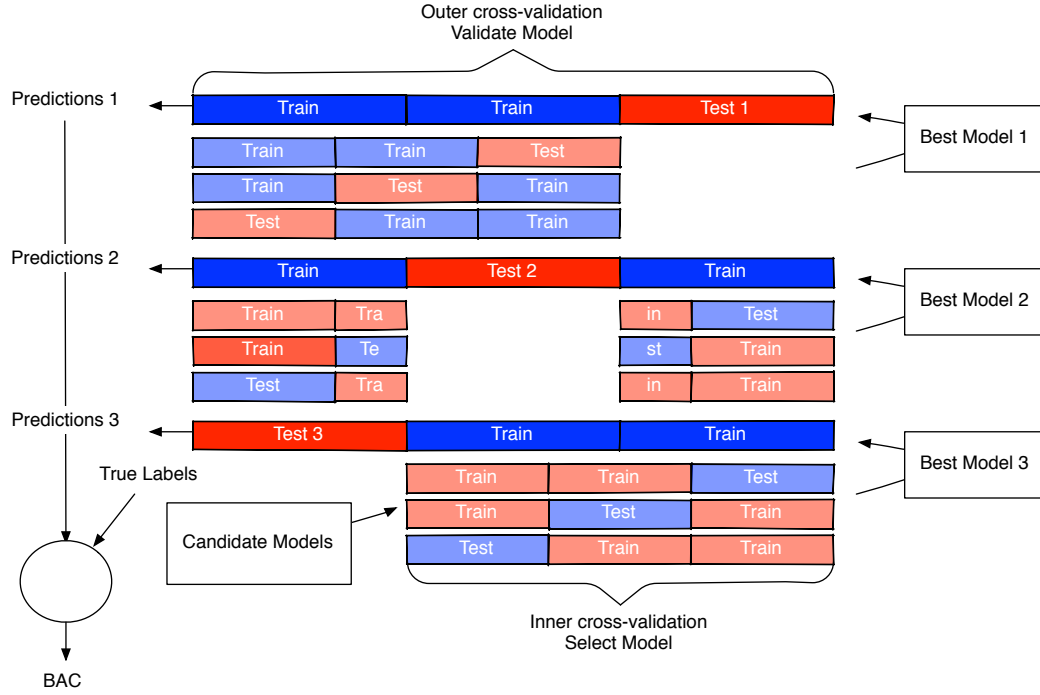 Outer cross-validation
Validate Model
Predictions 1
Train Train Test 1
Best Model 1
Train Train Test
Train Test Train
Test Train Train
Predictions 2
Train Test 2 Train
Best Model 2
Train Tra in Test
Train Te st Train
Test Tra in Train
Predictions 3
Test 3 Train Train
Best Model 3
True Labels
Train Train Test
Train Test Train
Candidate Models
Test Train Train
Inner cross-validation
Select Model
BAC